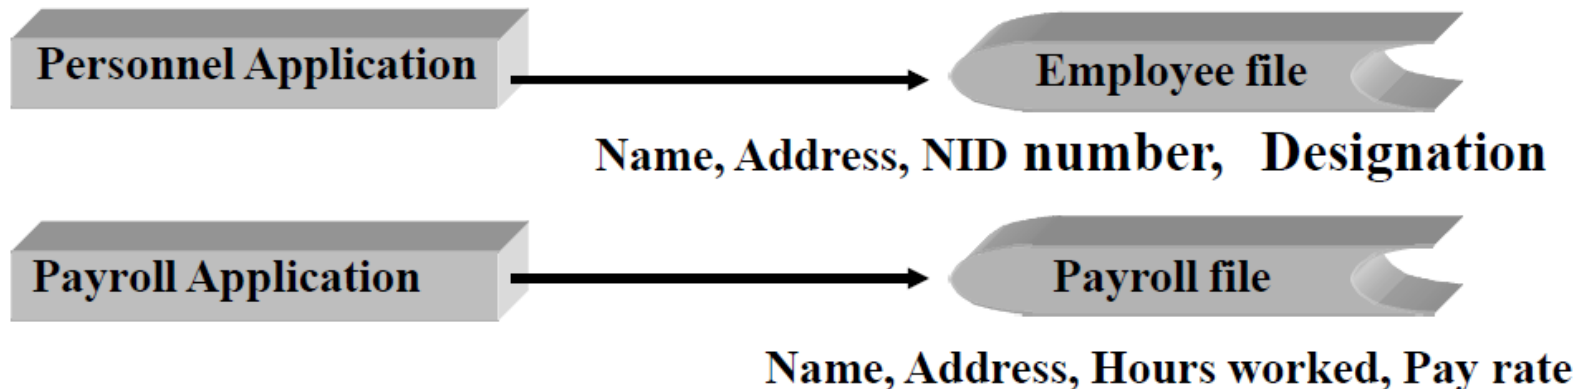 Personnel Application
Employee file
Name, Address, NID number, Designation
Payroll Application
Payroll file
Name, Address, Hours worked, Pay rate